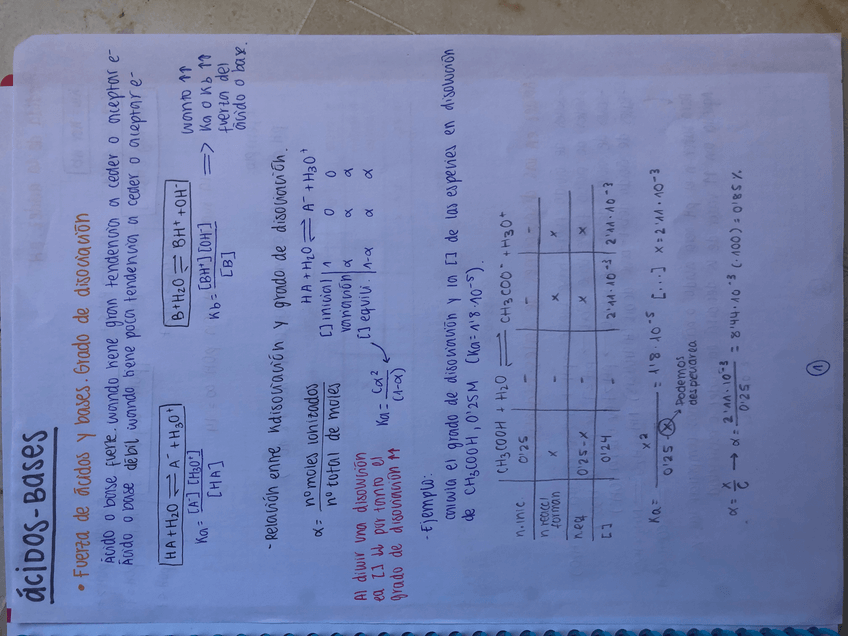 ÁCIDOS-BASES
• Fuerza de ácidos y bases. Grado de disociación
Ácido o base fuerte. cuando tiene gran tendencia a ceder o aceptar e-
Ácido o base débil cuando tiene poca tendencia a ceder o aceptar e-
HA + H2O ⇌ A- + H3O+
B + H2O ⇌ BH+ + OH-
Ka = [A-] [H3O+] / [HA]
Kb = [BH+] [OH-] / [B]
=> cuanto ↑↑
Ka o Kb ↑↑
fuerza del
ácido o base.
- Relación entre K disociación y grado de disociación.
α = nº moles ionizados / nº total de moles
HA + H2O ⇌ A- + H3O+
[] inicial | 1 0 0
variación | α α α
[] equili. | 1-α α α
Al diluir una disolución
ea [] ↓↓ por tanto el
grado de disociación ↑↑
Ka = Cα² / (1-α)
- Ejemplo:
calcula el grado de disociación y la [] de las especies en disolución
de CH3COOH, 0'25M (Ka=1'8·10-5).
CH3COOH + H2O ⇌ CH3COO- + H3O+
n. inic 0'25 - - -
n reacci
forman x - x x
n eq 0'25-x - x x
[] 0'24 - 2'11·10-3 2'11·10-3
Ka = x2 / 0'25-x = 1'8·10-5 [...] x = 2'11·10-3
Podemos
despreciarea
α = x/c → α = 2'11·10-3 / 0'25 = 8'44·10-3 (·100) = 0'85%
1